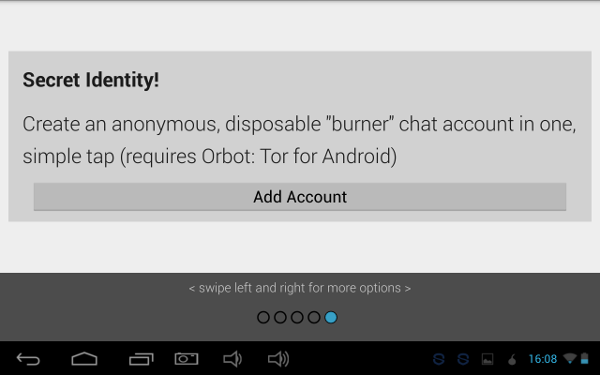 Secret Identity!
Create an anonymous, disposable "burner" chat account in one,
simple tap (requires Orbot: Tor for Android)
Add Account
< swipe left and right for more options >
16:08